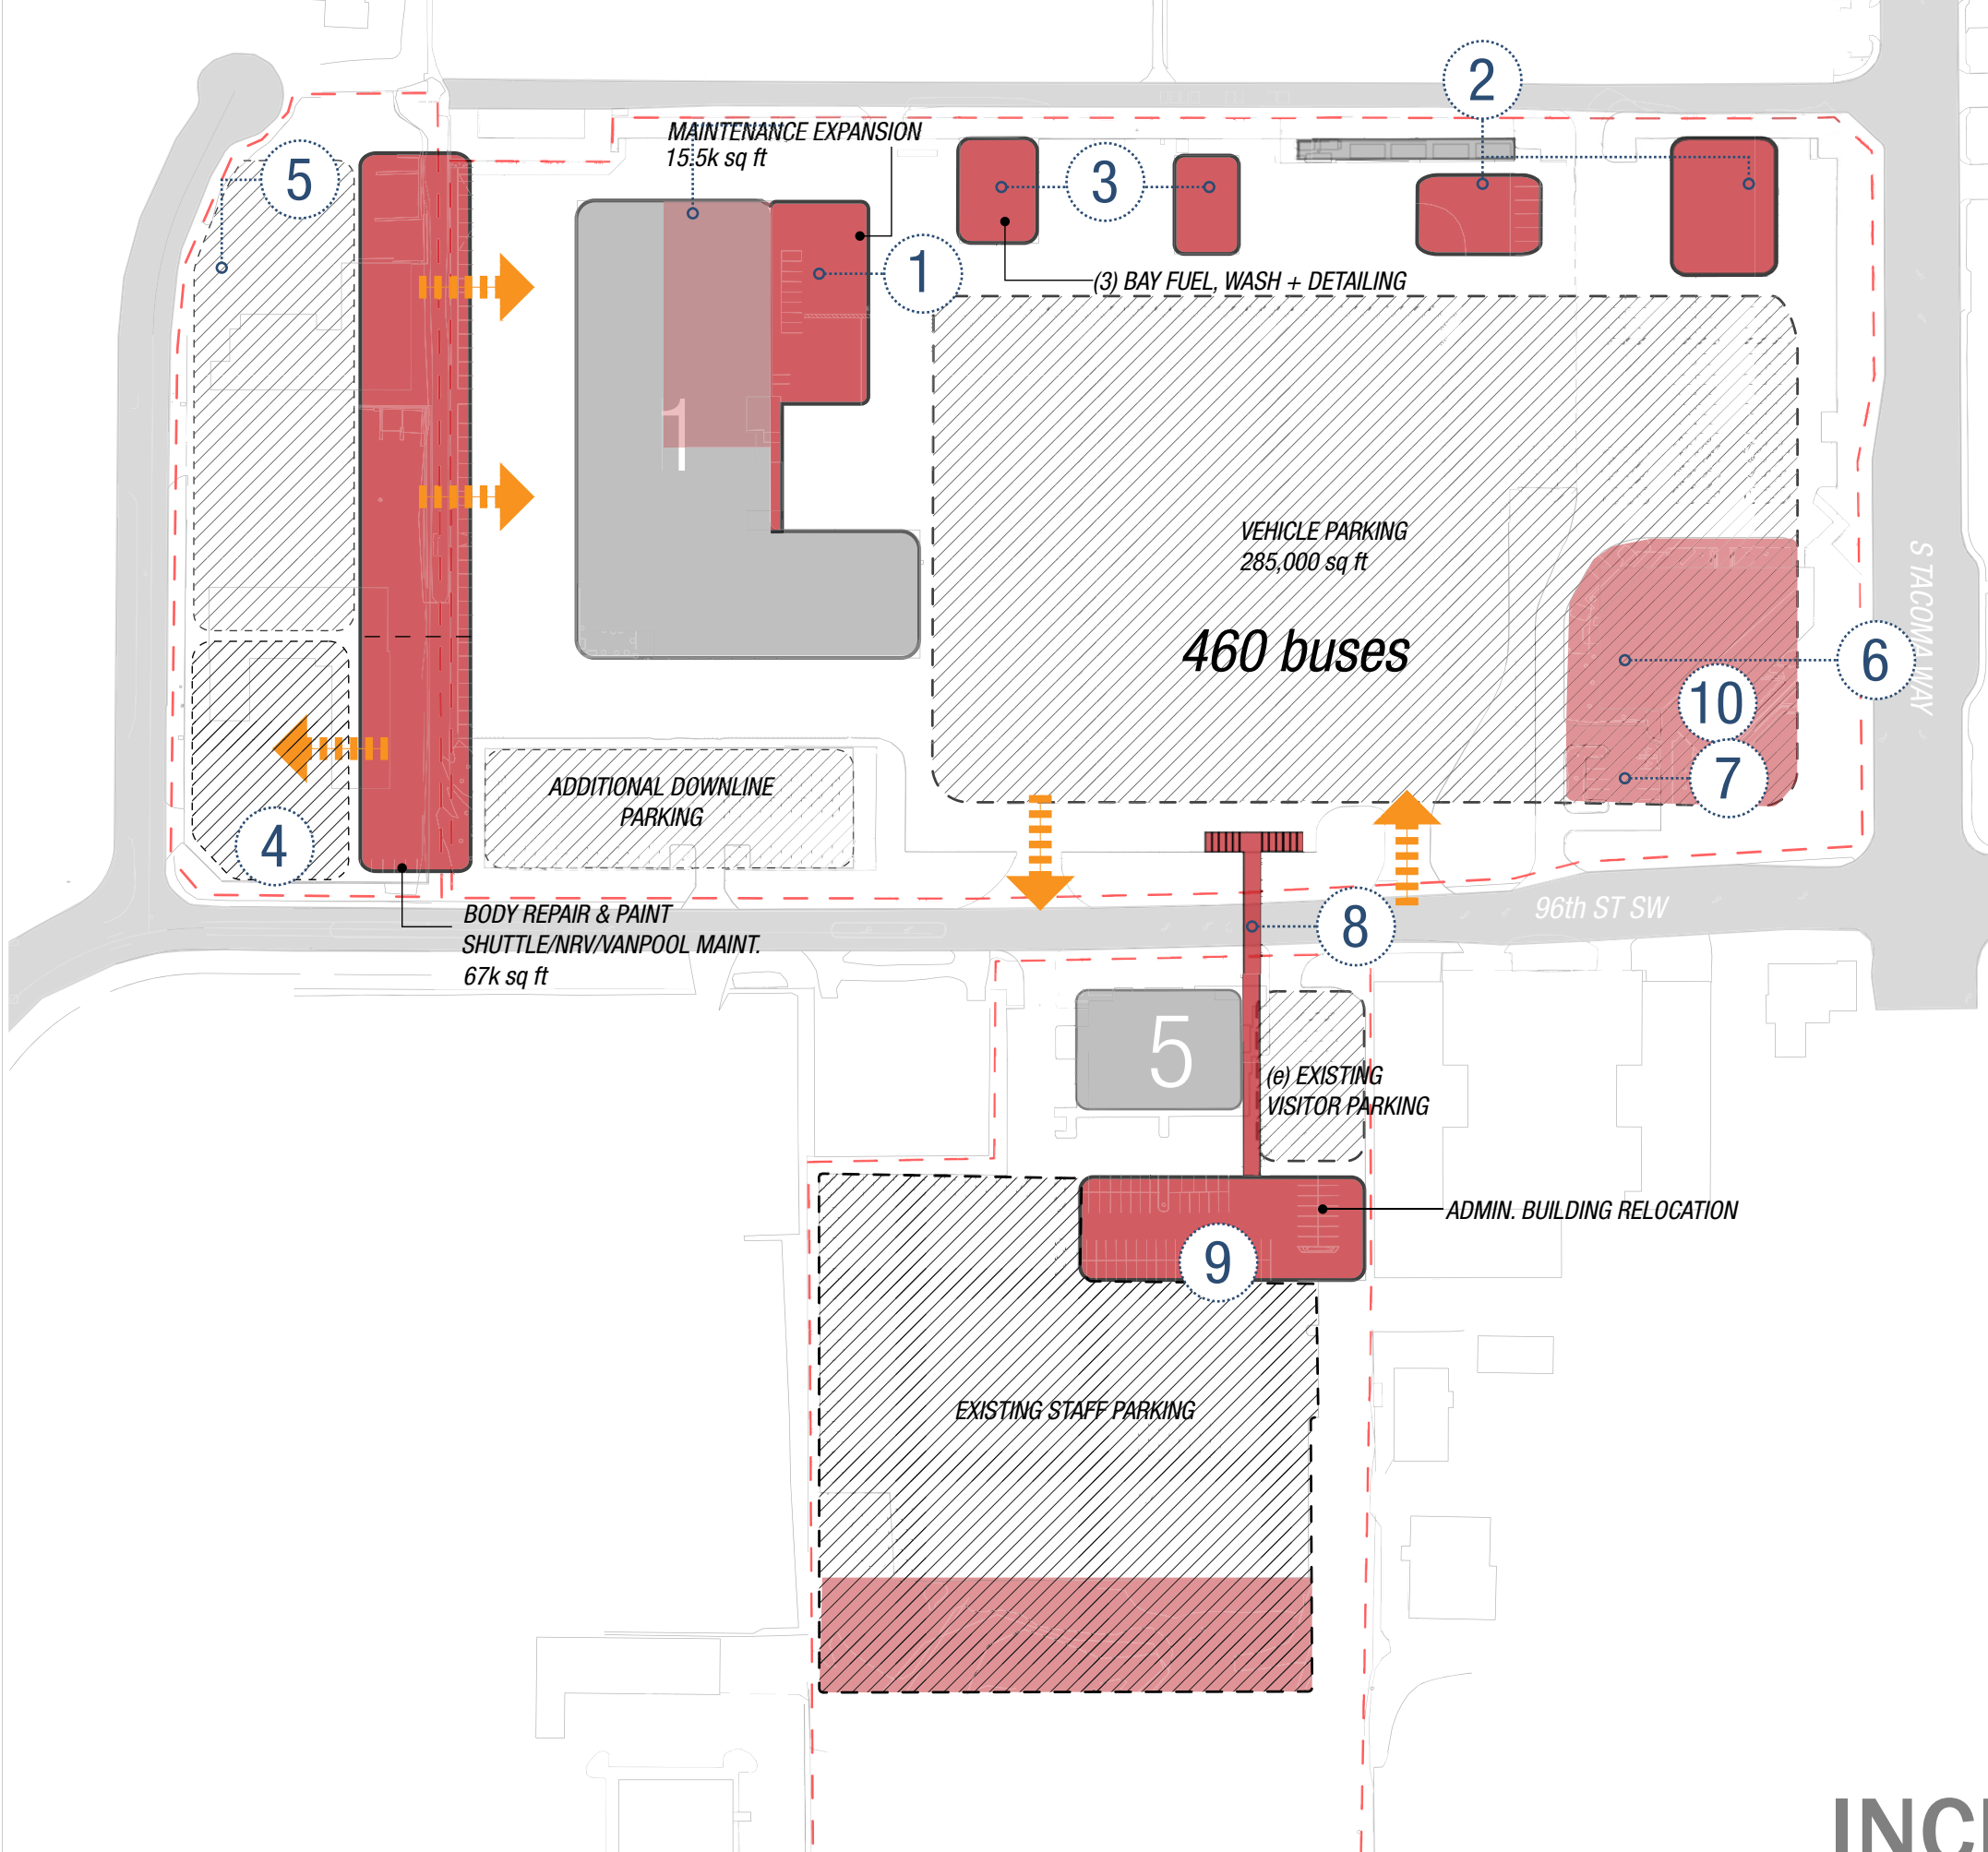 2
MAINTENANCE EXPANSION
15.5k sq ft
5
3
1
(3) BAY FUEL, WASH + DETAILING
1
VEHICLE PARKING
285,000 sq ft
460 buses
S TACOMA WAY
6
10
7
ADDITIONAL DOWNLINE
PARKING
4
BODY REPAIR & PAINT
SHUTTLE/NRV/VANPOOL MAINT.
67k sq ft
8
96th ST SW
5
(e) EXISTING
VISITOR PARKING
ADMIN. BUILDING RELOCATION
9
EXISTING STAFF PARKING